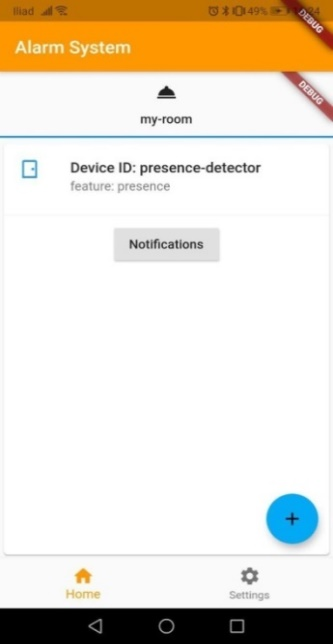 Iliad 49%
DEBUG
Alarm System
DEBUG
my-room
Device ID: presence-detector
feature: presence
Notifications
Home
Settings